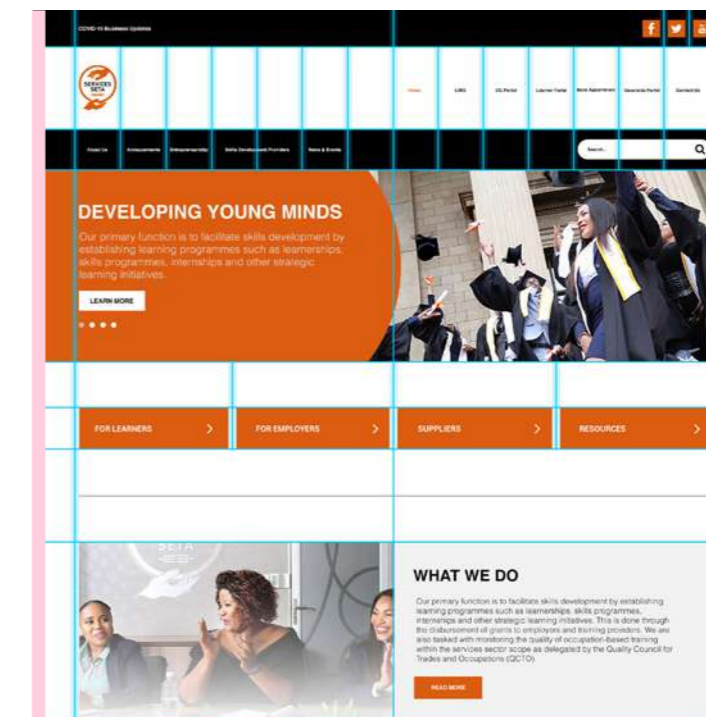 COVID-19 Business Updates
SERVICES
SETA
Home
LMIS
DG Portal
Learner Portal
Book Appointment
Contact Us
About Us
Announcements
Entrepreneurship
Skills Development Providers
News & Events
Search...
DEVELOPING YOUNG MINDS
Our primary function is to facilitate skills development by
establishing learning programmes such as learnerships,
skills programmes, internships and other strategic
learning initiatives.
LEARN MORE
FOR LEARNERS
FOR EMPLOYERS
SUPPLIERS
RESOURCES
SETA
WHAT WE DO
Our primary function is to facilitate skills development by establishing
learning programmes such as learnerships, skills programmes,
internships and other strategic learning initiatives. This is done through
the disbursement of grants to employers and training providers. We are
also tasked with monitoring the quality of occupation-based training
within the services sector scope as delegated by the Quality Council for
Trades and Occupations (QCTO)
READ MORE